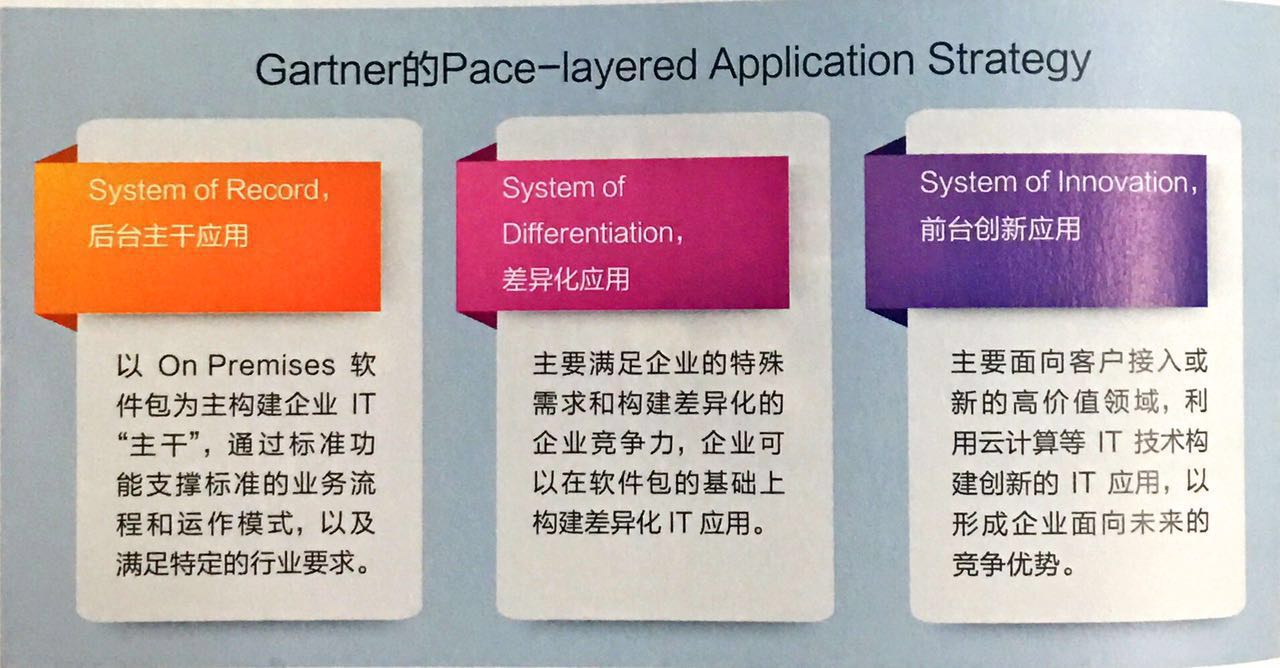 Gartner的Pace-layered Application Strategy
System of Record，
后台主干应用
以 On Premises 软
件包为主构建企业 IT
“主干”，通过标准功
能支撑标准的业务流
程和运作模式，以及
满足特定的行业要求。
System of
Differentiation，
差异化应用
主要满足企业的特殊
需求和构建差异化的
企业竞争力，企业可
以在软件包的基础上
构建差异化 IT 应用。
System of Innovation，
前台创新应用
主要面向客户接入或
新的高价值领域，利
用云计算等 IT 技术构
建创新的 IT 应用，以
形成企业面向未来的
竞争优势。